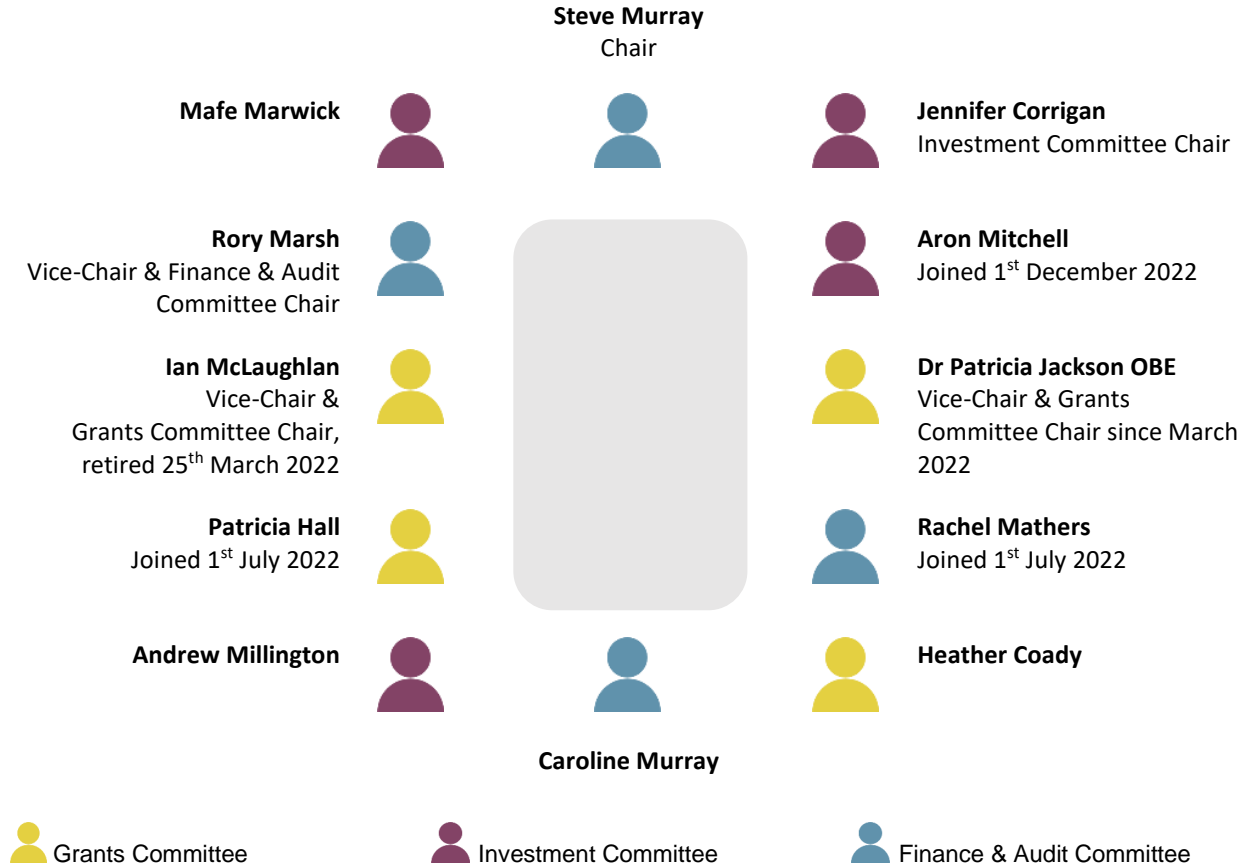 Steve Murray
Chair
Mafe Marwick
Jennifer Corrigan
Investment Committee Chair
Rory Marsh
Vice-Chair & Finance & Audit
Committee Chair
Aron Mitchell
Joined 1st December 2022
Ian McLaughlan
Vice-Chair &
Grants Committee Chair,
retired 25th March 2022
Dr Patricia Jackson OBE
Vice-Chair & Grants
Committee Chair since March
2022
Patricia Hall
Joined 1st July 2022
Rachel Mathers
Joined 1st July 2022
Andrew Millington
Heather Coady
Caroline Murray
Grants Committee
Investment Committee
Finance & Audit Committee